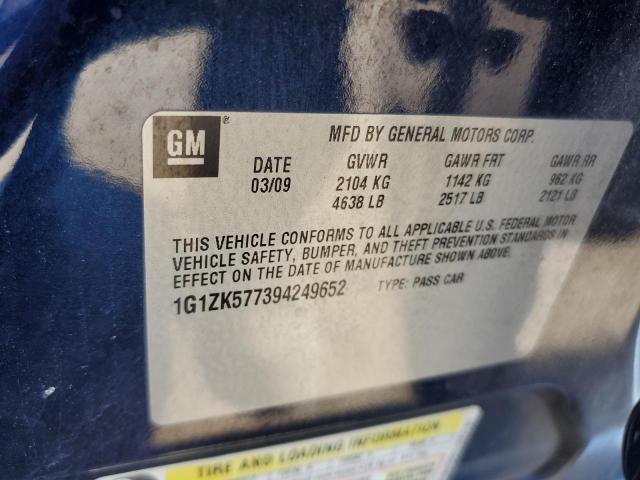 GM®
MFD BY GENERAL MOTORS CORP.
DATE GVWR GAWR FRT GAWR RR
03/09 2104 KG 1142 KG 962 KG
4638 LB 2517 LB 2121 LB
THIS VEHICLE CONFORMS TO ALL APPLICABLE U.S. FEDERAL MOTOR
VEHICLE SAFETY, BUMPER, AND THEFT PREVENTION STANDARDS IN
EFFECT ON THE DATE OF MANUFACTURE SHOWN ABOVE.
1G1ZK577394249652 TYPE: PASS CAR
TIRE AND LOADING INFORMATION